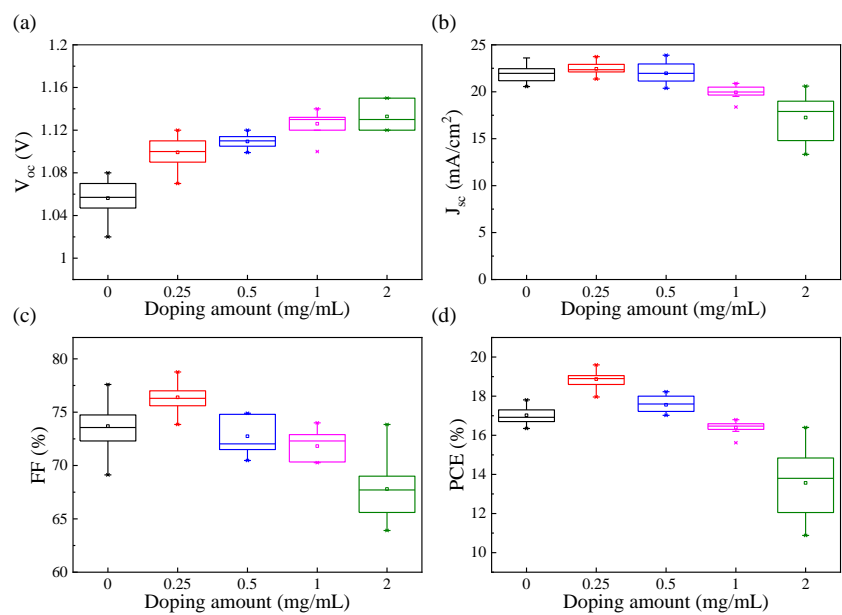 (a)
1.2
1.16
1.12
1.08
1.04
1
V_oc (V)
0 0.25 0.5 1 2
Doping amount (mg/mL)
(b)
25
20
15
10
5
0
J_sc (mA/cm²)
0 0.25 0.5 1 2
Doping amount (mg/mL)
(c)
80
75
70
65
60
FF (%)
0 0.25 0.5 1 2
Doping amount (mg/mL)
(d)
20
18
16
14
12
10
PCE (%)
0 0.25 0.5 1 2
Doping amount (mg/mL)